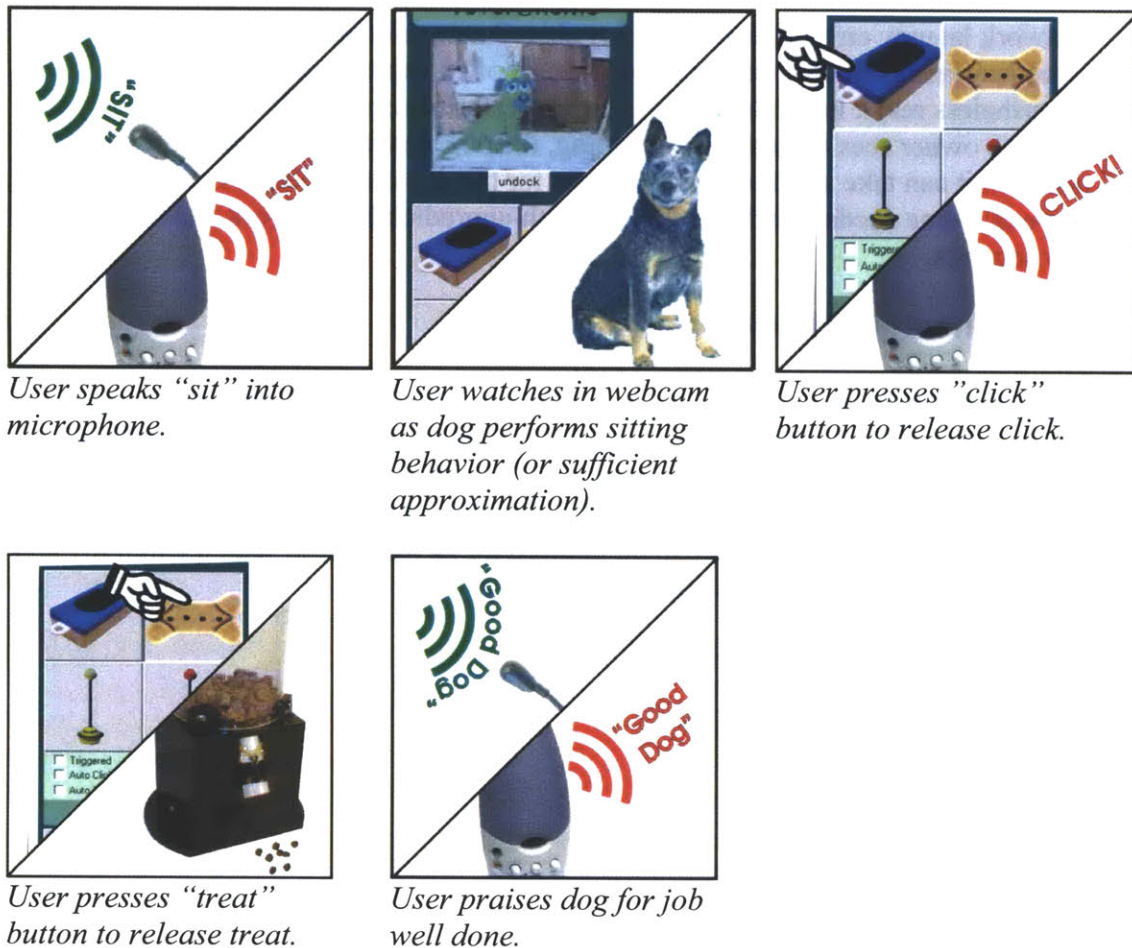 "SIT"
"SIT"
User speaks "sit" into
microphone.
undock
User watches in webcam
as dog performs sitting
behavior (or sufficient
approximation).
CLICK!
Triggered
User presses "click"
button to release click.
Triggered
Auto
User presses "treat"
button to release treat.
"Good Dog"
"Good
Dog"
User praises dog for job
well done.